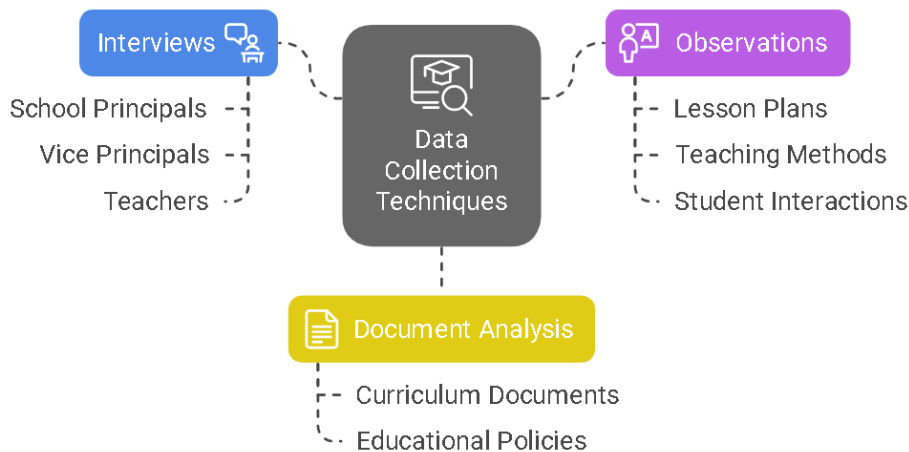 Interviews
School Principals
Vice Principals
Teachers
Data
Collection
Techniques
A
Observations
Lesson Plans
Teaching Methods
Student Interactions
Document Analysis
Curriculum Documents
Educational Policies